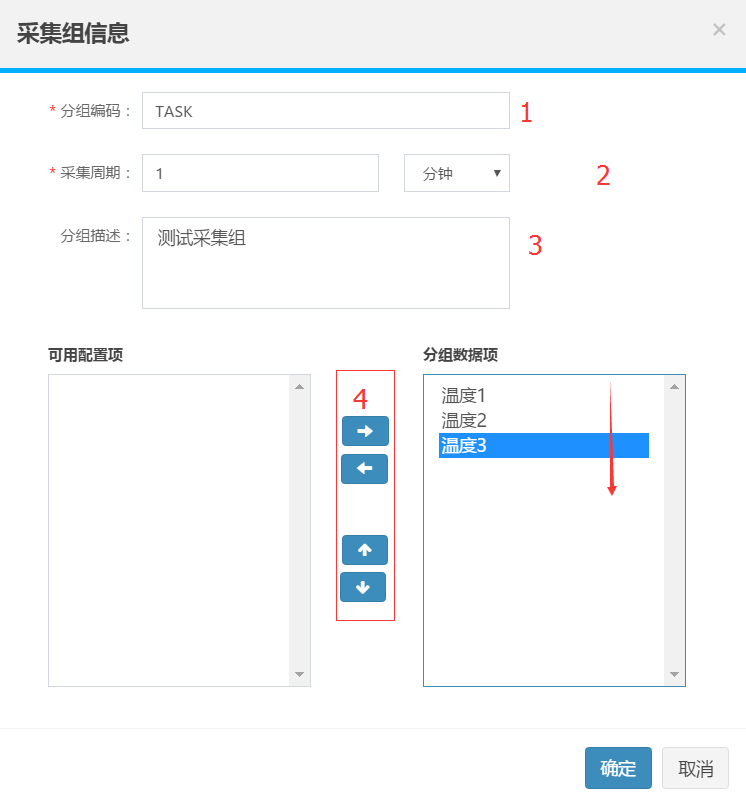 采集组信息 ×
* 分组编码： TASK 1
* 采集周期： 1 分钟 2
分组描述： 测试采集组 3
可用配置项 分组数据项
4
温度1
温度2
温度3
确定 取消